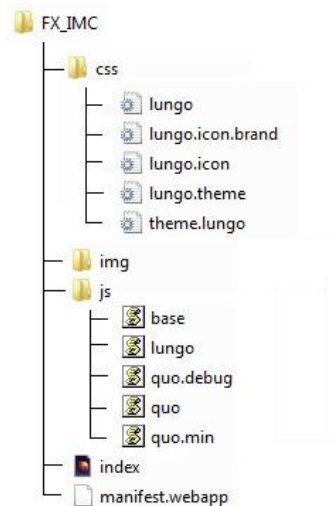 FX_IMC
css
lungo
lungo.icon.brand
lungo.icon
lungo.theme
theme.lungo
img
js
base
lungo
quo.debug
quo
quo.min
index
manifest.webapp